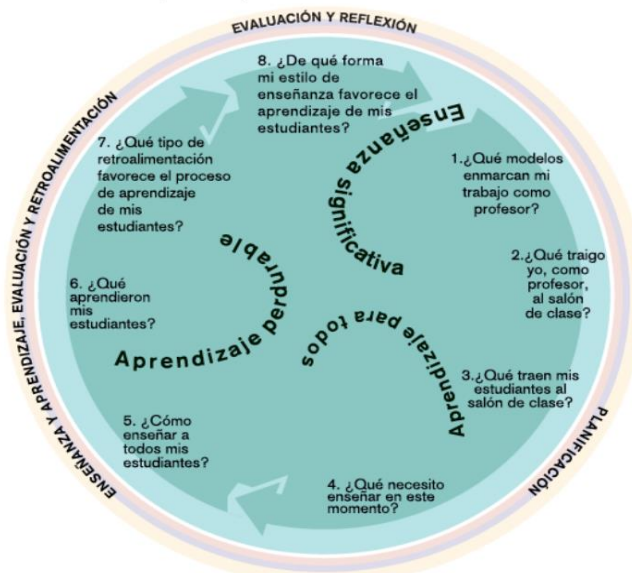 EVALUACIÓN Y REFLEXIÓN
8. ¿De qué forma
mi estilo de
enseñanza favorece el
aprendizaje de mis
estudiantes?
Enseñanza significativa
1.¿Qué modelos
enmarcan mi
trabajo como
profesor?
2.¿Qué traigo
yo, como
profesor,
al salón
de clase?
3.¿Qué traen mis
estudiantes al
salón de clase?
PLANIFICACIÓN
Aprendizaje para todos
4. ¿Qué necesito
enseñar en este
momento?
5. ¿Cómo
enseñar a
todos mis
estudiantes?
6. ¿Qué
aprendieron
mis
estudiantes?
Aprendizaje perdurable
7. ¿Qué tipo de
retroalimentación
favorece el proceso
de aprendizaje
de mis
estudiantes?
ENSEÑANZA Y APRENDIZAJE, EVALUACIÓN Y RETROALIMENTACIÓN